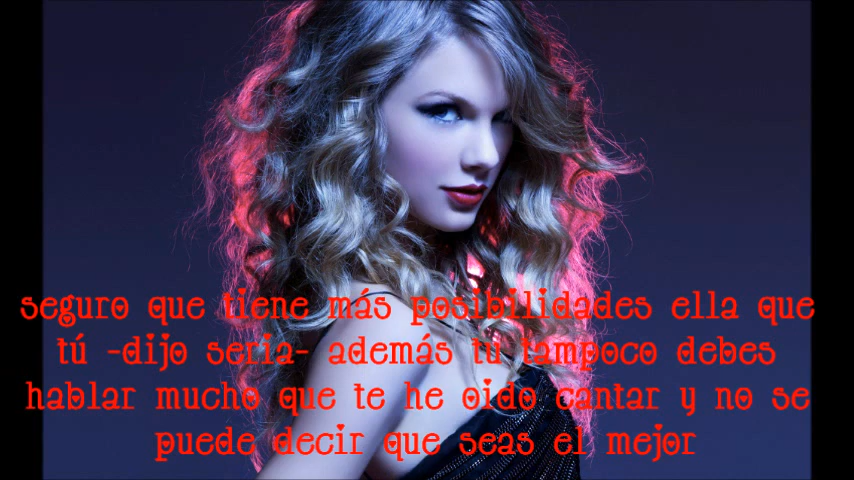 seguro que tiene más posibilidades ella que
tú -dijo seria- además tu tampoco debes
hablar mucho que te he oido cantar y no se
puede decir que seas el mejor